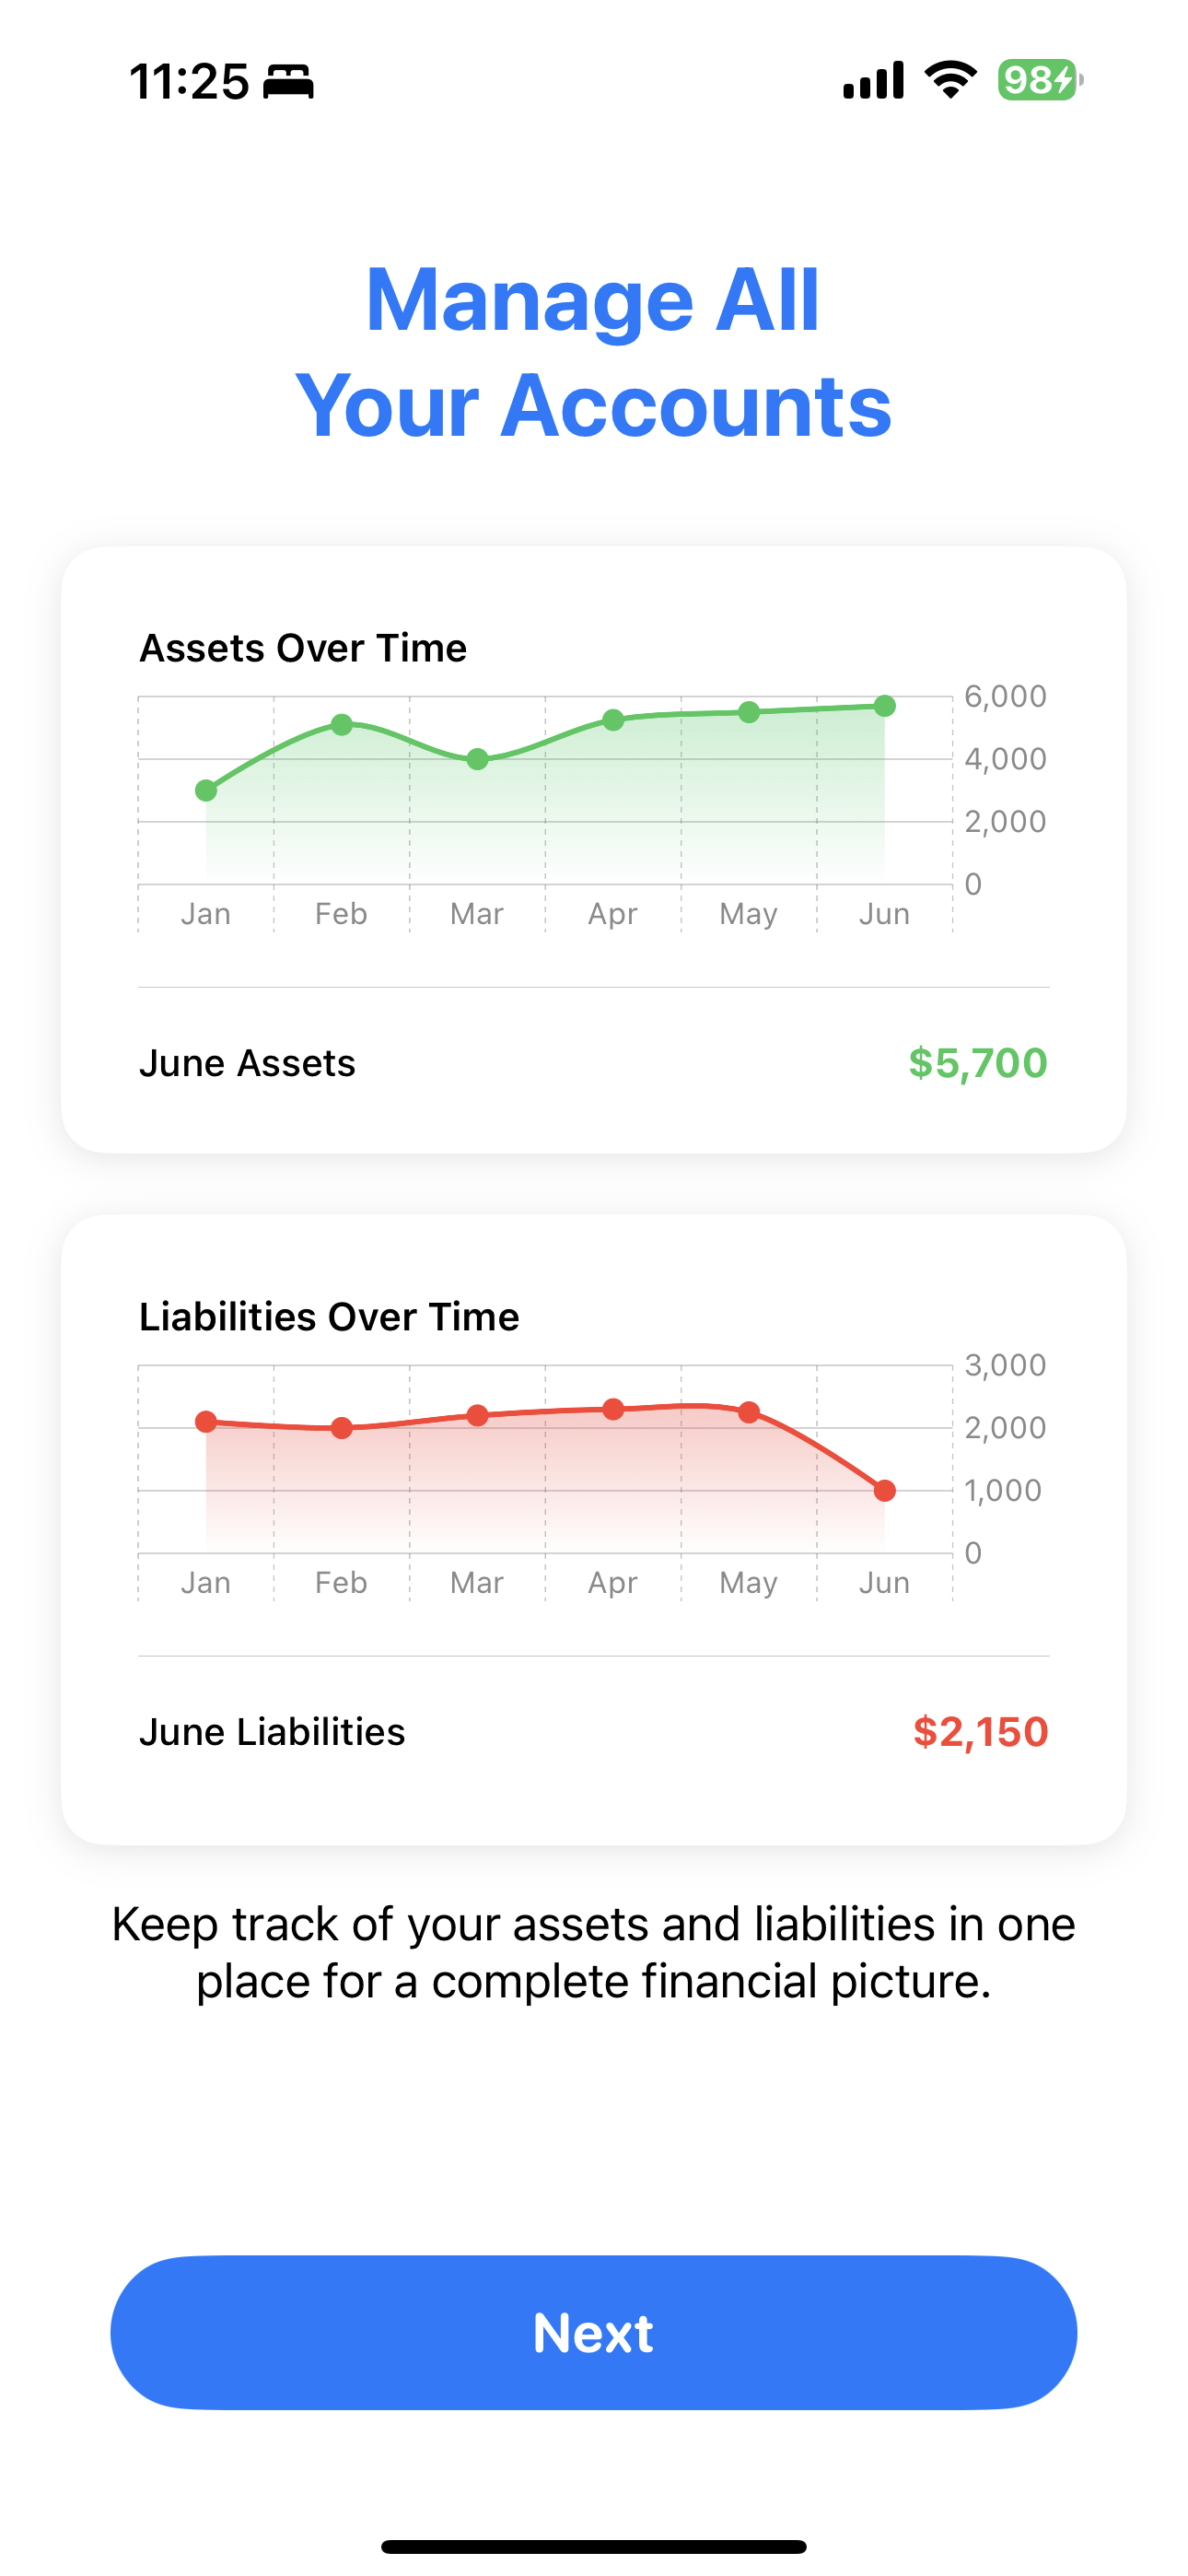 11:25
98
Manage All
Your Accounts
Assets Over Time
6,000
4,000
2,000
0
Jan Feb Mar Apr May Jun
June Assets $5,700
Liabilities Over Time
3,000
2,000
1,000
0
Jan Feb Mar Apr May Jun
June Liabilities $2,150
Keep track of your assets and liabilities in one
place for a complete financial picture.
Next